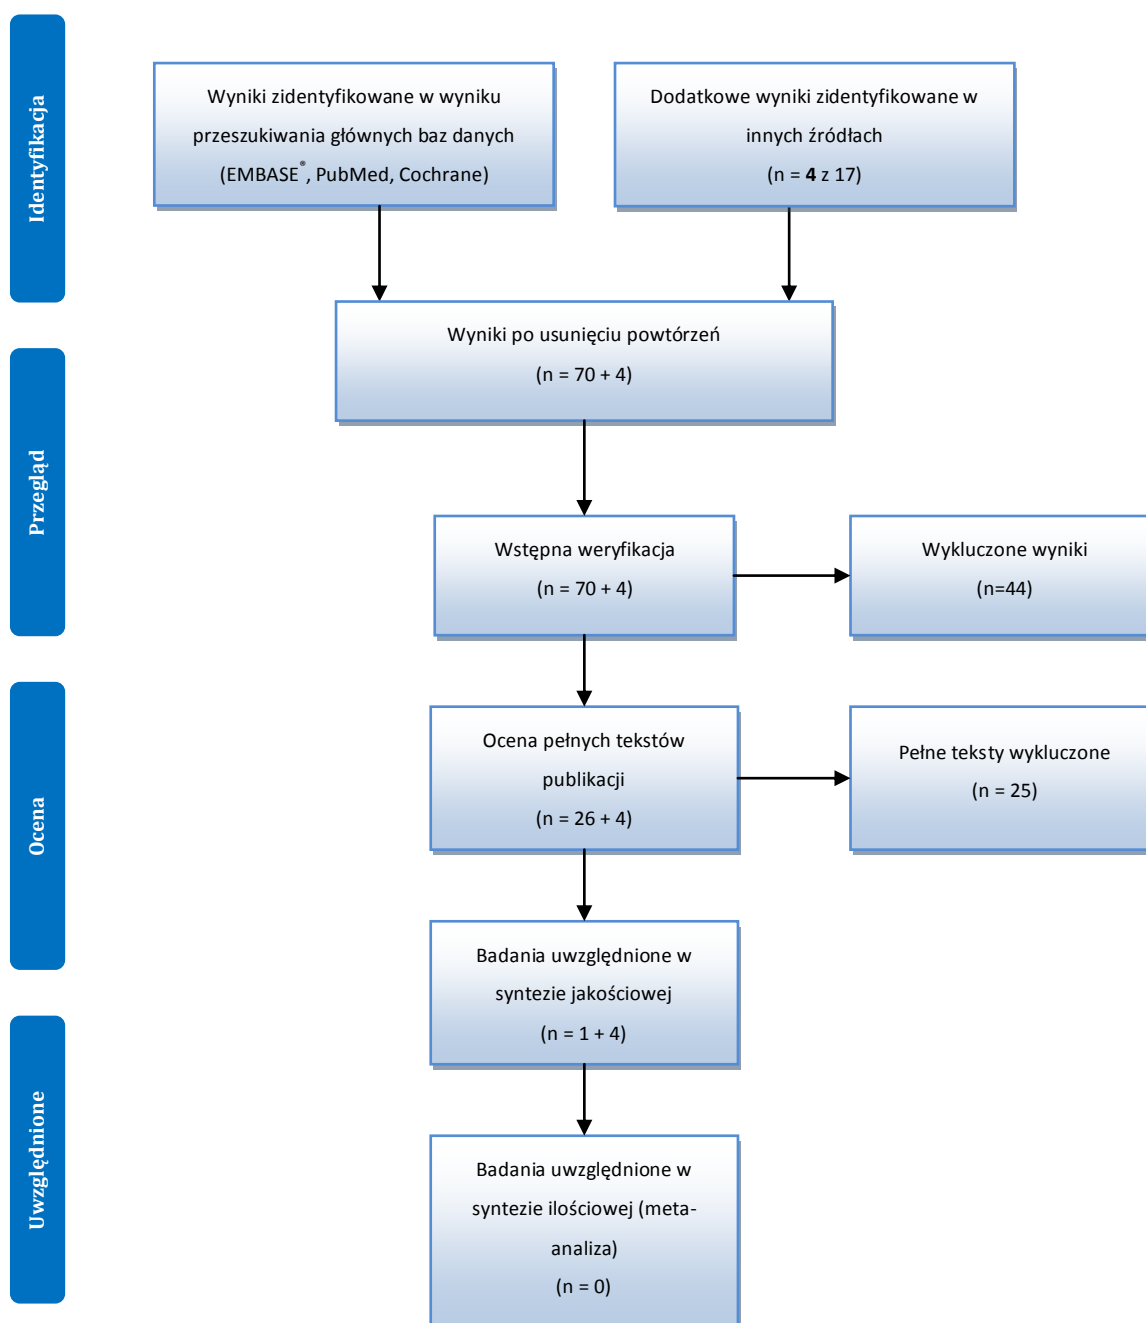 Identyfikacja
Wyniki zidentyfikowane w wyniku
przeszukiwania głównych baz danych
(EMBASE®, PubMed, Cochrane)
Dodatkowe wyniki zidentyfikowane w
innych źródłach
(n = 4 z 17)
Wyniki po usunięciu powtórzeń
(n = 70 + 4)
Przegląd
Wstępna weryfikacja
(n = 70 + 4)
Wykluczone wyniki
(n=44)
Ocena
Ocena pełnych tekstów
publikacji
(n = 26 + 4)
Pełne teksty wykluczone
(n = 25)
Badania uwzględnione w
syntezie jakościowej
(n = 1 + 4)
Uwzględnione
Badania uwzględnione w
syntezie ilościowej (meta-
analiza)
(n = 0)